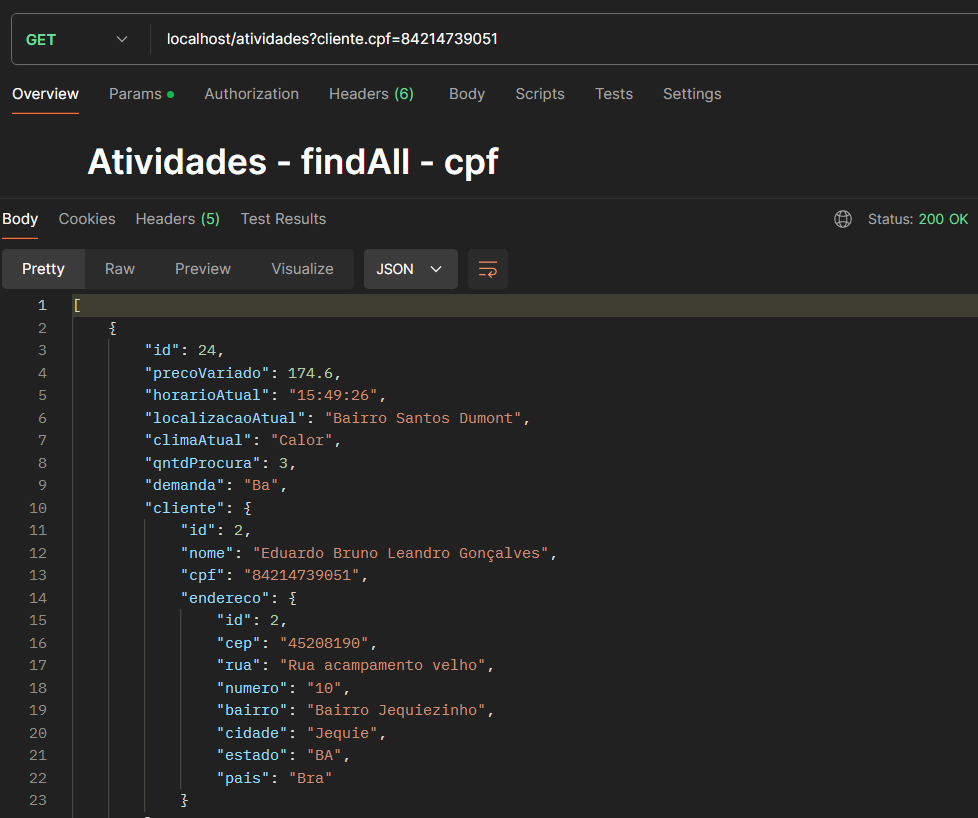 GET localhost/atividades?cliente.cpf=84214739051
Overview Params Authorization Headers (6) Body Scripts Tests Settings
Atividades - findAll - cpf
Body Cookies Headers (5) Test Results Status: 200 OK
Pretty Raw Preview Visualize JSON
1 [
2 {
3 "id": 24,
4 "precoVariado": 174.6,
5 "horarioAtual": "15:49:26",
6 "localizacaoAtual": "Bairro Santos Dumont",
7 "climaAtual": "Calor",
8 "qntdProcura": 3,
9 "demanda": "Ba",
10 "cliente": {
11 "id": 2,
12 "nome": "Eduardo Bruno Leandro Gonçalves",
13 "cpf": "84214739051",
14 "endereco": {
15 "id": 2,
16 "cep": "45208190",
17 "rua": "Rua acampamento velho",
18 "numero": "10",
19 "bairro": "Bairro Jequiezinho",
20 "cidade": "Jequie",
21 "estado": "BA",
22 "pais": "Bra"
23 }